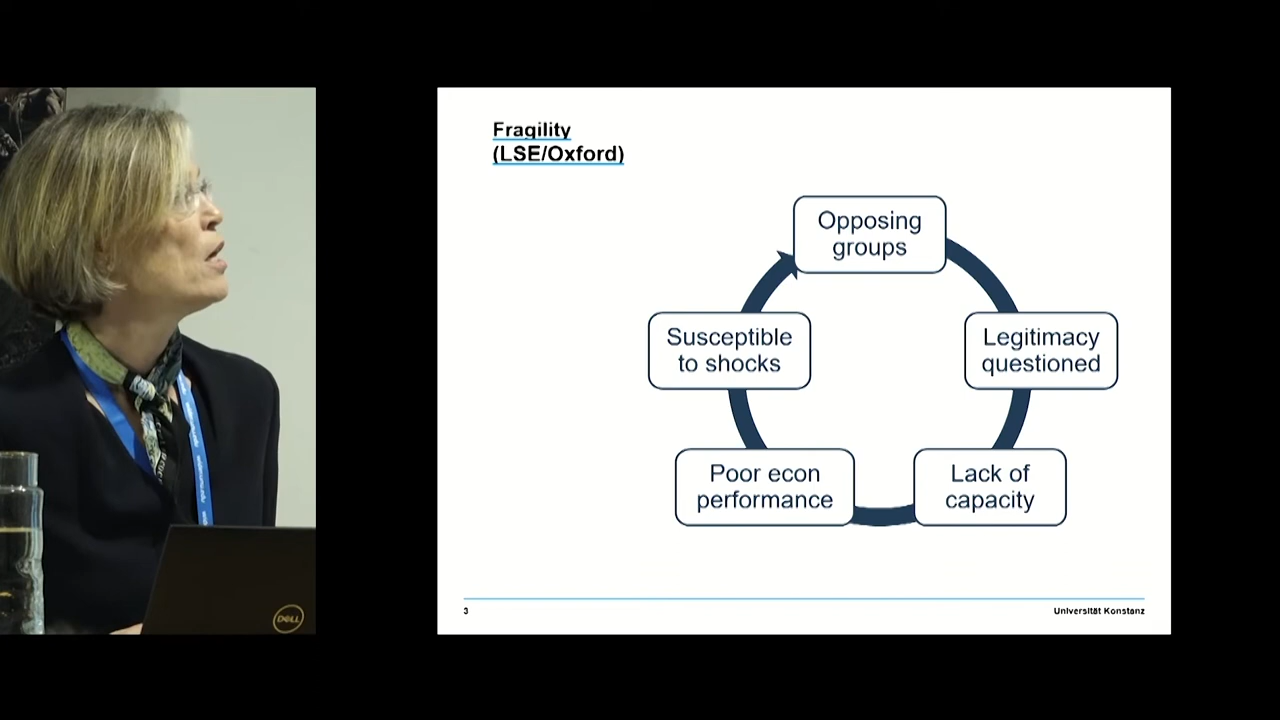 Fragility
(LSE/Oxford)
Opposing
groups
Legitimacy
questioned
Lack of
capacity
Poor econ
performance
Susceptible
to shocks
3
Universität Konstanz
DELL